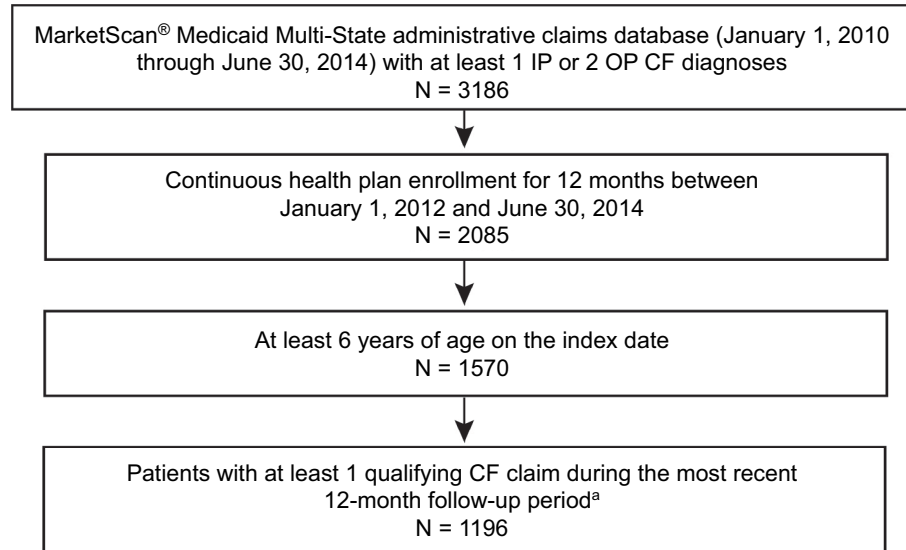 MarketScan® Medicaid Multi-State administrative claims database (January 1, 2010
through June 30, 2014) with at least 1 IP or 2 OP CF diagnoses
N = 3186
Continuous health plan enrollment for 12 months between
January 1, 2012 and June 30, 2014
N = 2085
At least 6 years of age on the index date
N = 1570
Patients with at least 1 qualifying CF claim during the most recent
12-month follow-up periodᵃ
N = 1196